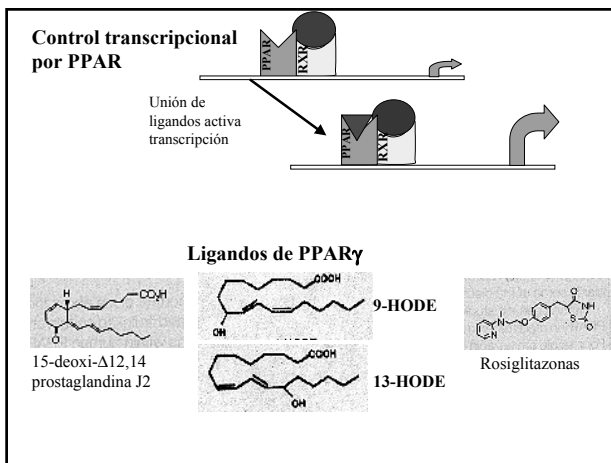 Control transcripcional
por PPAR
PPAR
RXR
Unión de
ligandos activa
transcripción
PPAR
RXR
Ligandos de PPARγ
H
CO₂H
O
15-deoxi-Δ12,14
prostaglandina J2
COOH
OH
9-HODE
COOH
OH
13-HODE
O
NH
S
O
N
N
Rosiglitazonas